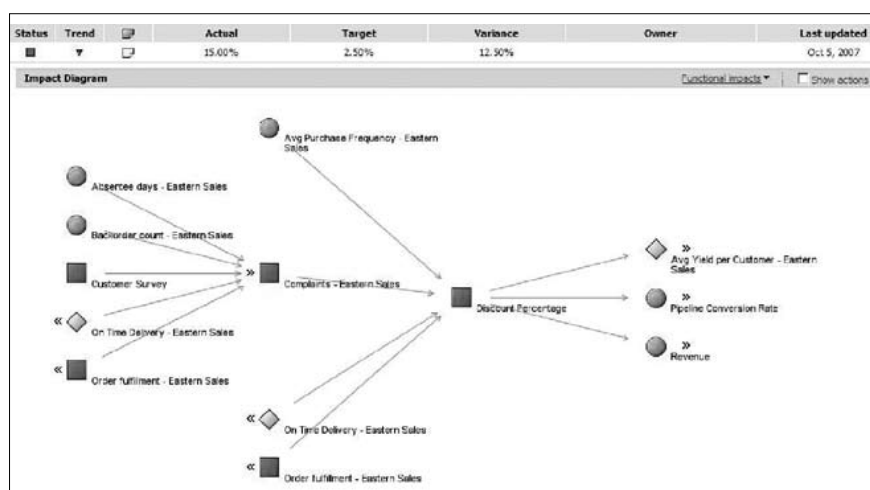 Status Trend Actual Target Variance Owner Last updated
15.00% 2.50% 12.50% Oct 5, 2007
Impact Diagram Functional impacts Show actions
Avg Purchase Frequency - Eastern
Sales
Absentee days - Eastern Sales
Backorder count - Eastern Sales
Customer Survey
» Complaints - Eastern Sales
« On Time Delivery - Eastern Sales
« Order fulfilment - Eastern Sales
Discount Percentage
»
Avg Yield per Customer - Eastern
Sales
»
Pipeline Conversion Rate
»
Revenue
« On Time Delivery - Eastern Sales
« Order fulfilment - Eastern Sales